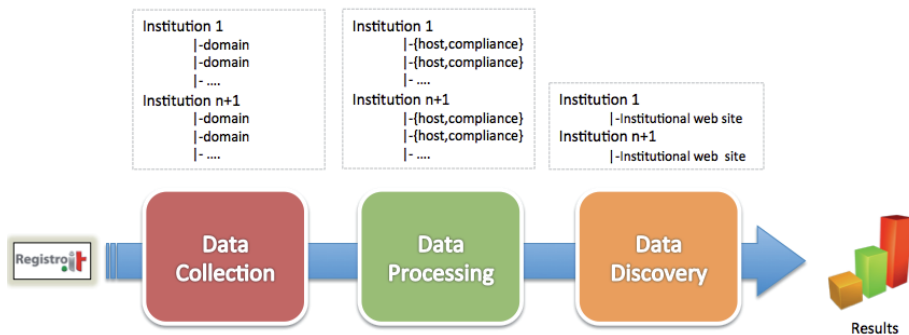 Institution 1
|-domain
|-domain
|- ....
Institution n+1
|-domain
|-domain
|- ....
Institution 1
|-{host,compliance}
|-{host,compliance}
|- ....
Institution n+1
|-{host,compliance}
|-{host,compliance}
|- ....
Institution 1
|-Institutional web site
Institution n+1
|-Institutional web site
Registro.it
Data
Collection
Data
Processing
Data
Discovery
Results